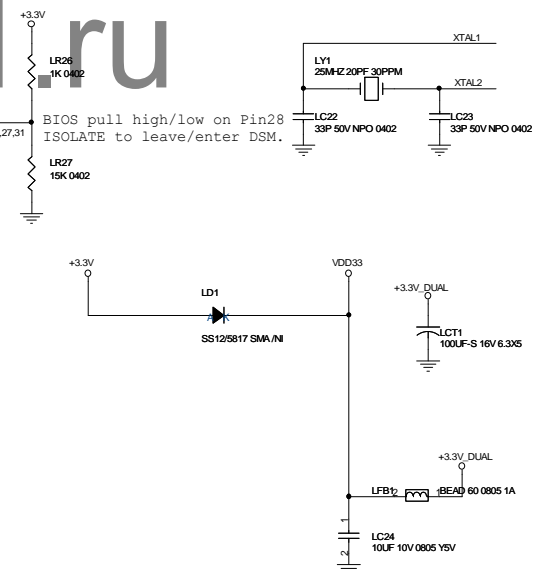 +3.3V
l.ru
LR26
1K 0402
,27,31
BIOS pull high/low on Pin28
ISOLATE to leave/enter DSM.
LR27
15K 0402
XTAL1
LY1
25MHZ 20PF 30PPM
XTAL2
LC22
33P 50V NPO 0402
LC23
33P 50V NPO 0402
+3.3V
VDD33
LD1
A K
SS12/5817 SMA /NI
+3.3V_DUAL
LCT1
100UF-S 16V 6.3X5
+3.3V_DUAL
LFB1 2 1 BEAD 60 0805 1A
1
LC24
10UF 10V 0805 Y5V
2